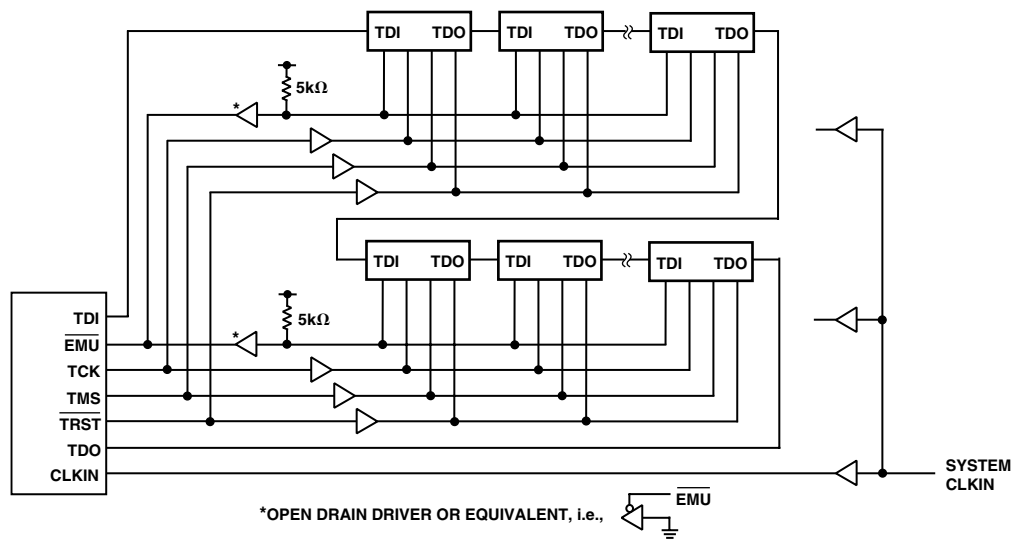 TDI TDO TDI TDO TDI TDO
5kΩ
*
TDI TDO TDI TDO TDI TDO
5kΩ
*
TDI
EMU
TCK
TMS
TRST
TDO
CLKIN
SYSTEM
CLKIN
*OPEN DRAIN DRIVER OR EQUIVALENT, i.e.,
EMU